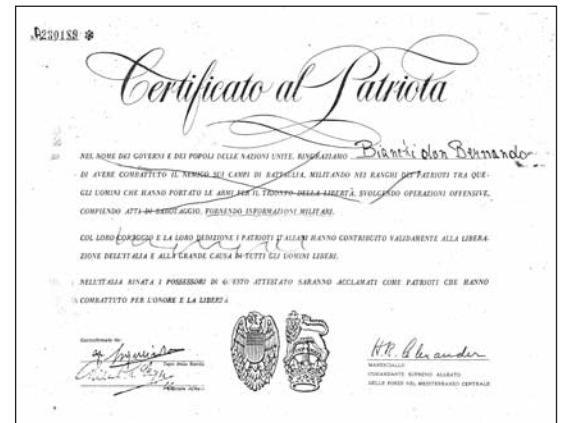 230188 *
Certificato al Patriota
NEL NOME DEI GOVERNI E DEI POPOLI DELLE NAZIONI UNITE, RINGRAZIAMO Bianchi don Bernando
DI AVERE COMBATTUTO IL NEMICO SUI CAMPI DI BATTAGLIA, MILITANDO NEI RANGHI DEI PATRIOTI TRA QUE-
GLI UOMINI CHE HANNO PORTATO LE ARMI PER IL TRIONFO DELLA LIBERTÀ, SVOLGENDO OPERAZIONI OFFENSIVE,
COMPIENDO ATTI DI SABOTAGGIO, FORNENDO INFORMAZIONI MILITARI.
COL LORO CORAGGIO E LA LORO DEDIZIONE I PATRIOTI ITALIANI HANNO CONTRIBUITO VALIDAMENTE ALLA LIBERA-
ZIONE DELL'ITALIA E ALLA GRANDE CAUSA DI TUTTI GLI UOMINI LIBERI.
NELL'ITALIA RINATA I POSSESSORI DI QUESTO ATTESTATO SARANNO ACCLAMATI COME PATRIOTI CHE HANNO
COMBATTUTO PER L'ONORE E LA LIBERTÀ
H.R. Alexander
MARESCIALLO
COMANDANTE SUPREMO ALLEATO
DELLE FORZE NEL MEDITERRANEO CENTRALE